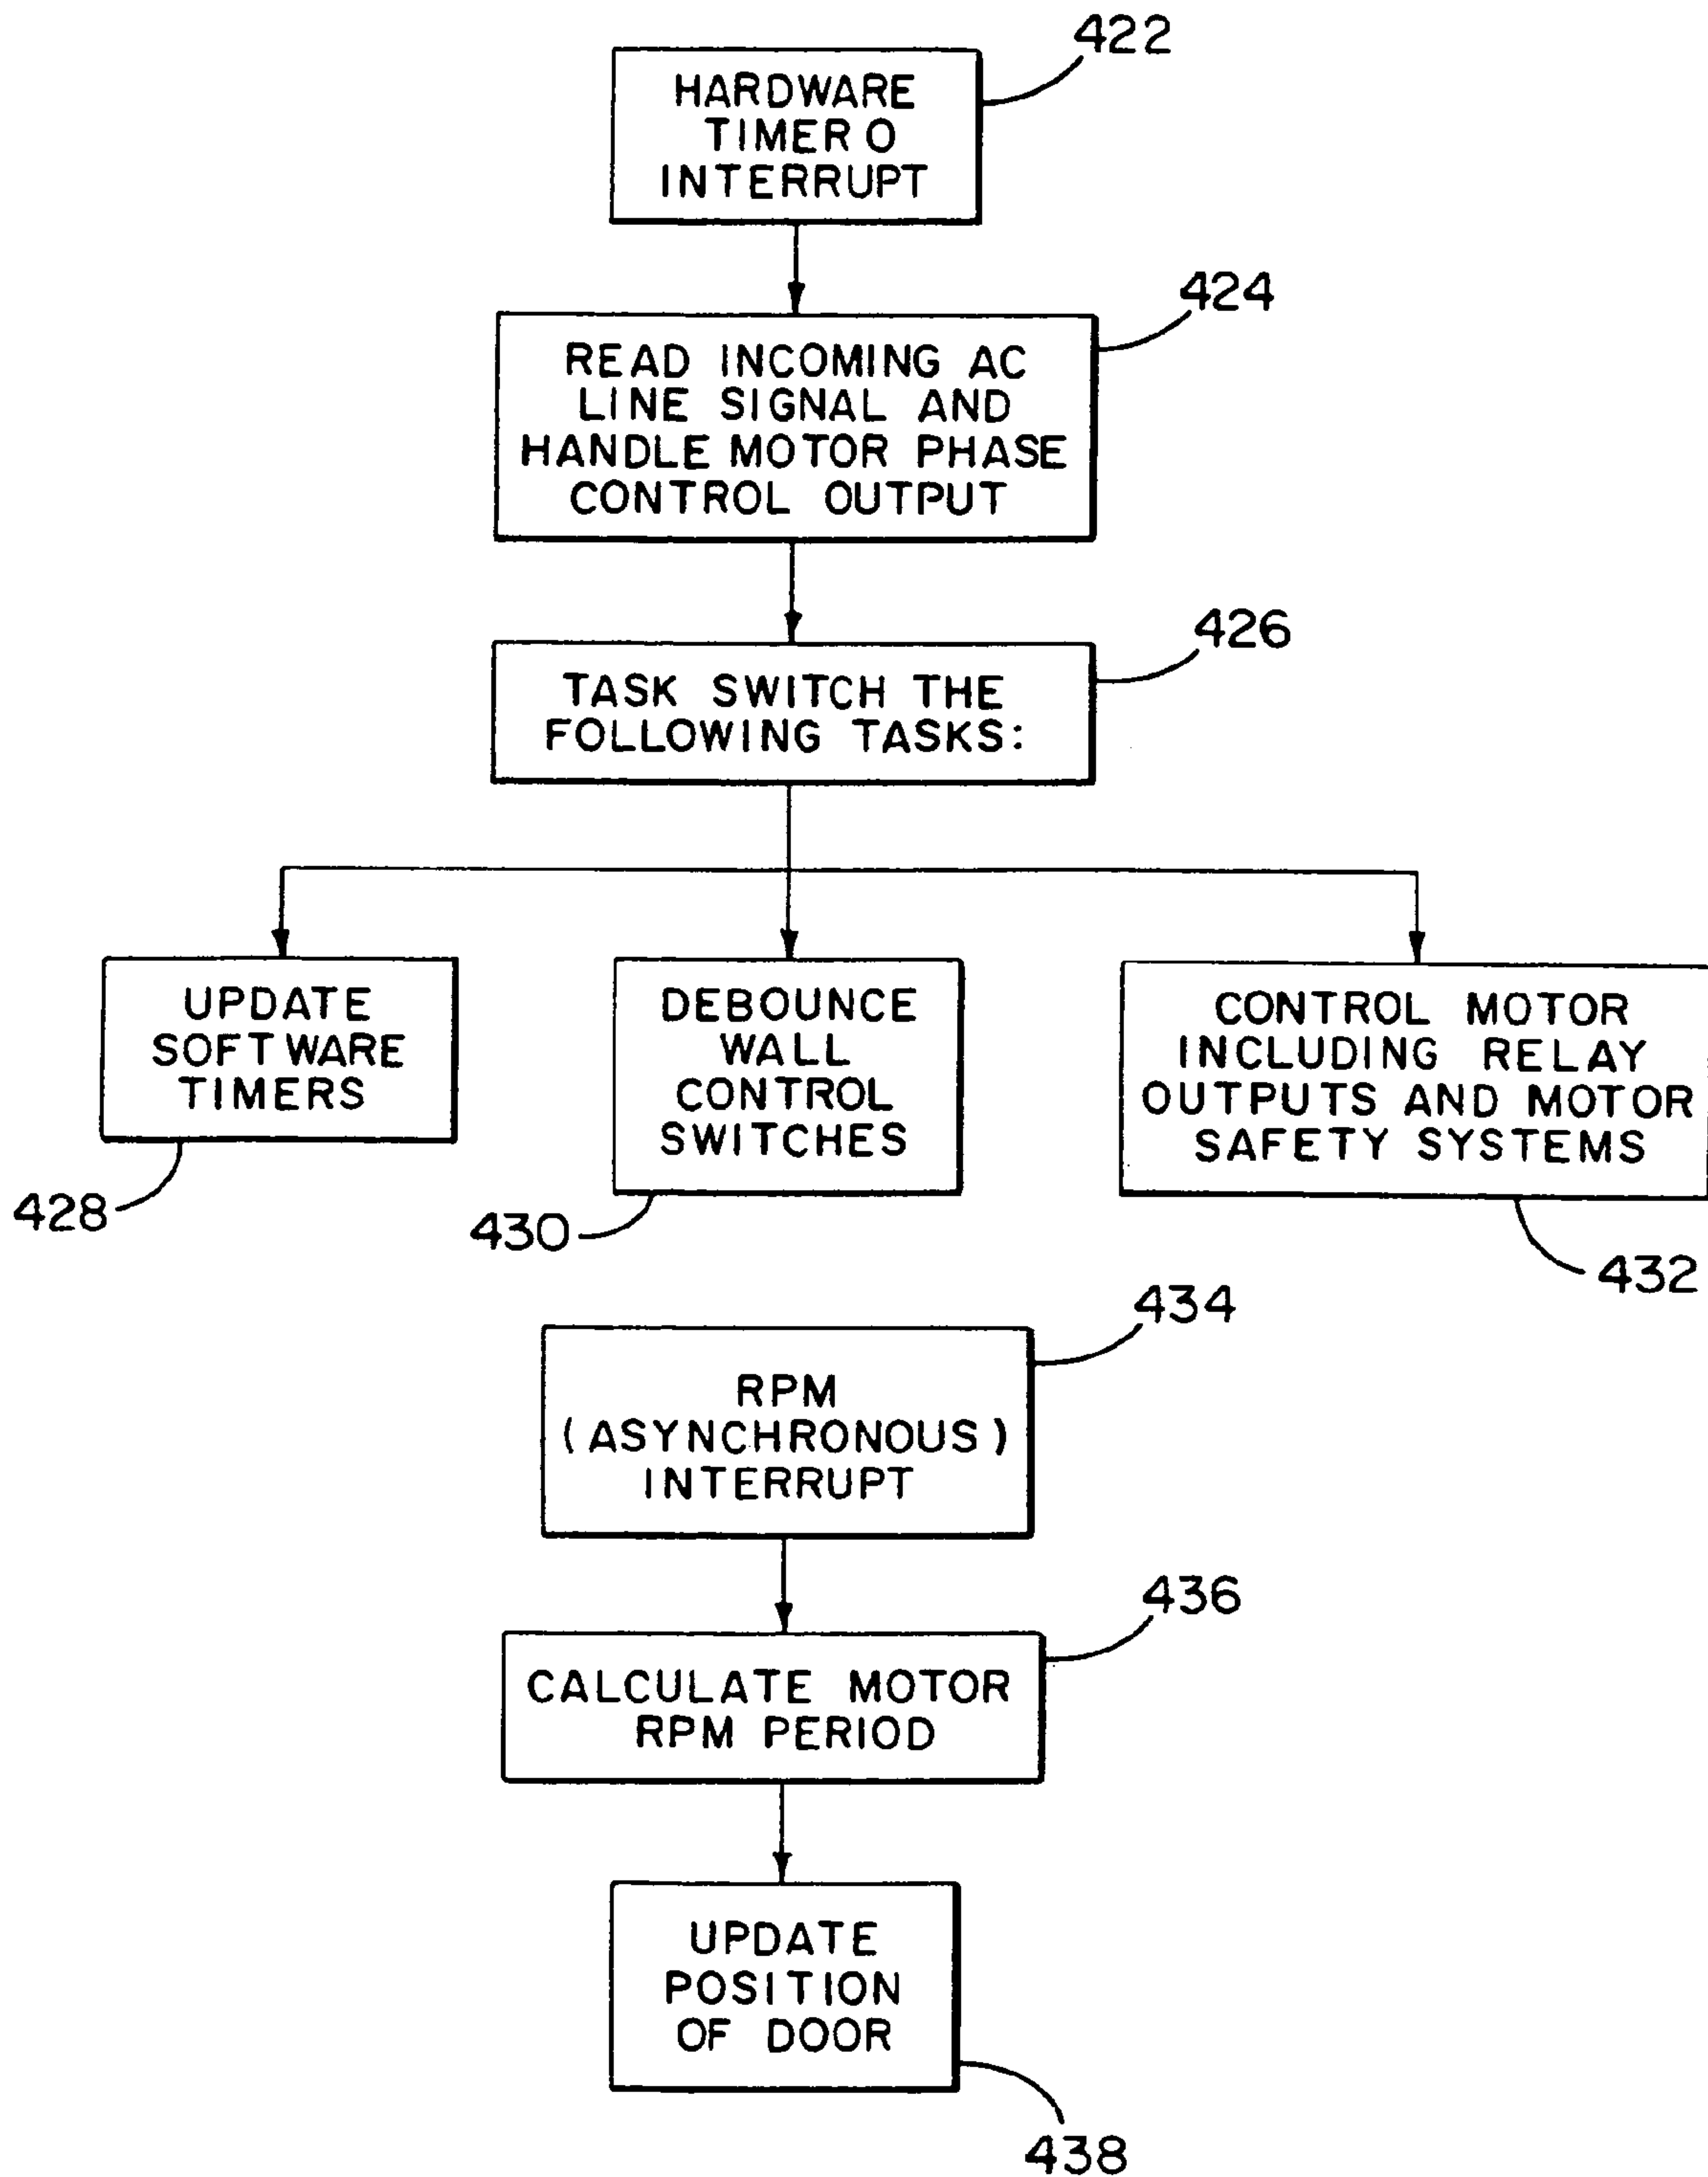 422
HARDWARE
TIMER 0
INTERRUPT
424
READ INCOMING AC
LINE SIGNAL AND
HANDLE MOTOR PHASE
CONTROL OUTPUT
426
TASK SWITCH THE
FOLLOWING TASKS:
UPDATE
SOFTWARE
TIMERS
428
DEBOUNCE
WALL
CONTROL
SWITCHES
430
CONTROL MOTOR
INCLUDING RELAY
OUTPUTS AND MOTOR
SAFETY SYSTEMS
432
434
RPM
(ASYNCHRONOUS)
INTERRUPT
436
CALCULATE MOTOR
RPM PERIOD
UPDATE
POSITION
OF DOOR
438